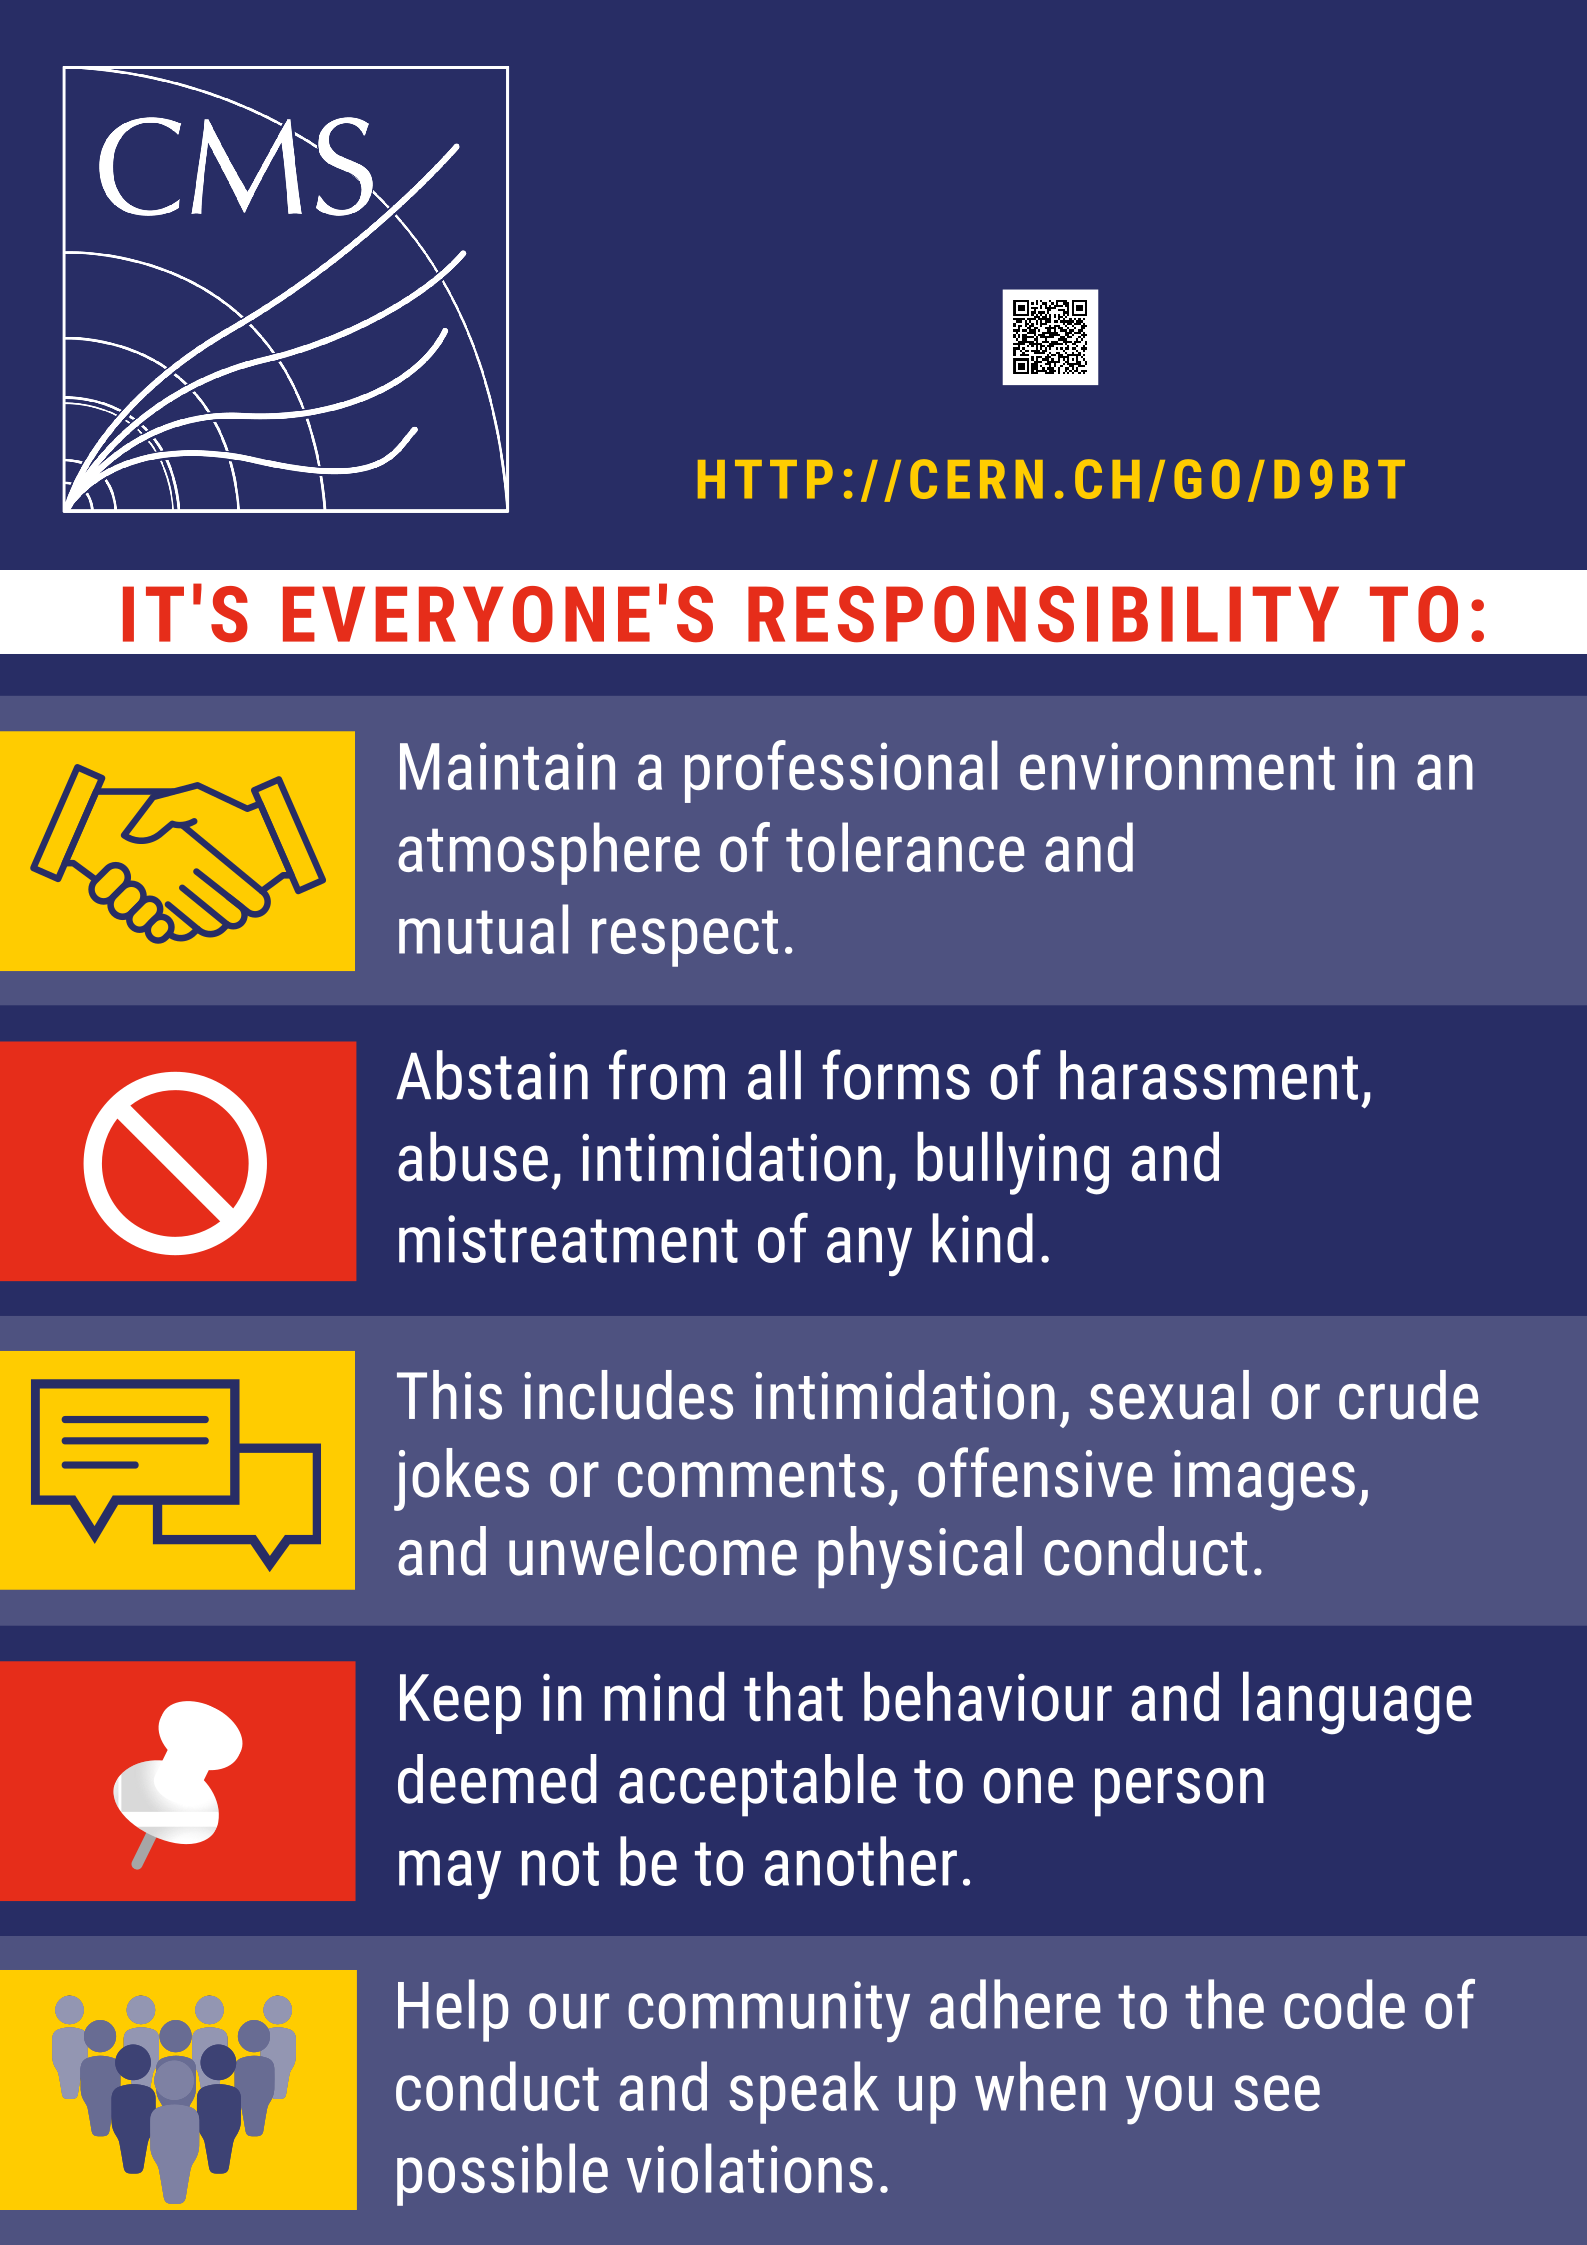 CMS
HTTP://CERN.CH/GO/D9BT
IT'S EVERYONE'S RESPONSIBILITY TO:
Maintain a professional environment in an
atmosphere of tolerance and
mutual respect.
Abstain from all forms of harassment,
abuse, intimidation, bullying and
mistreatment of any kind.
This includes intimidation, sexual or crude
jokes or comments, offensive images,
and unwelcome physical conduct.
Keep in mind that behaviour and language
deemed acceptable to one person
may not be to another.
Help our community adhere to the code of
conduct and speak up when you see
possible violations.